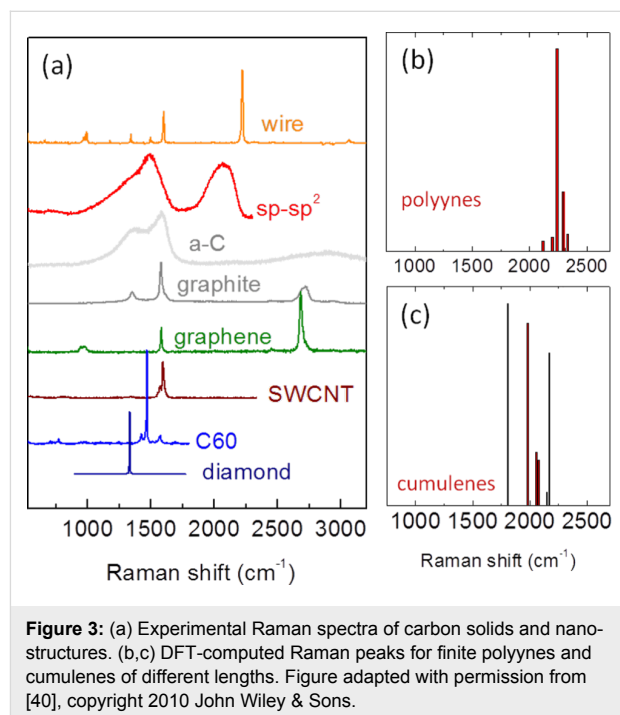 (a)
wire
sp-sp²
a-C
graphite
graphene
SWCNT
C60
diamond
1000 1500 2000 2500 3000
Raman shift (cm⁻¹)
(b)
polyynes
1000 1500 2000 2500
(c)
cumulenes
1000 1500 2000 2500
Raman shift (cm⁻¹)
Figure 3: (a) Experimental Raman spectra of carbon solids and nano-
structures. (b,c) DFT-computed Raman peaks for finite polyynes and
cumulenes of different lengths. Figure adapted with permission from
[40], copyright 2010 John Wiley & Sons.